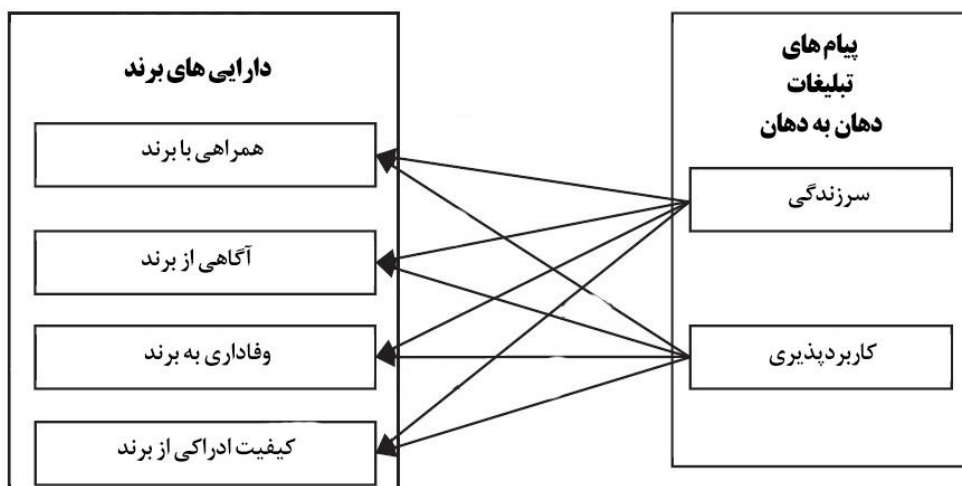 پیام‌های
تبلیغات
دهان به دهان
سرزندگی
کاربردپذیری
دارایی های برند
همراهی با برند
آگاهی از برند
وفاداری به برند
کیفیت ادراکی از برند